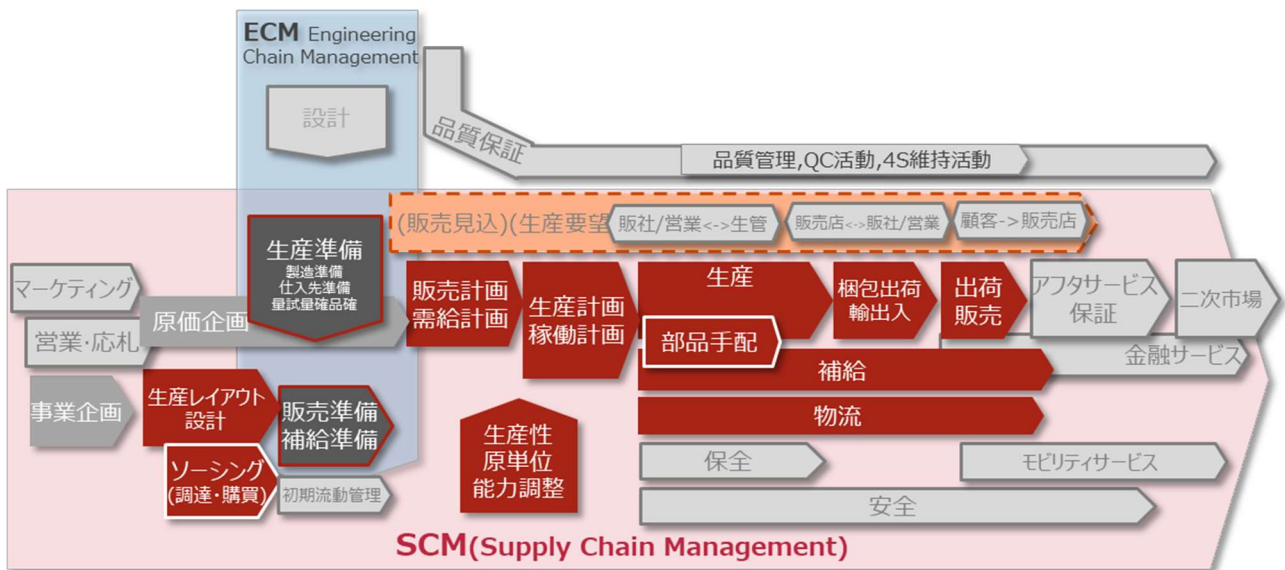 ECM Engineering
Chain Management
設計
品質保証
品質管理,QC活動,4S維持活動
(販売見込)(生産要望
販社/営業<->生管
販売店<->販社/営業
顧客->販売店
生産準備
製造準備
仕入先準備
量試量確品確
マーケティング
営業・応札
原価企画
販売計画
需給計画
生産計画
稼働計画
生産
部品手配
梱包出荷
輸出入
出荷
販売
アフタサービス
保証
二次市場
金融サービス
補給
事業企画
生産レイアウト
設計
販売準備
補給準備
物流
生産性
原単位
能力調整
ソーシング
(調達・購買)
初期流動管理
保全
モビリティサービス
安全
SCM(Supply Chain Management)